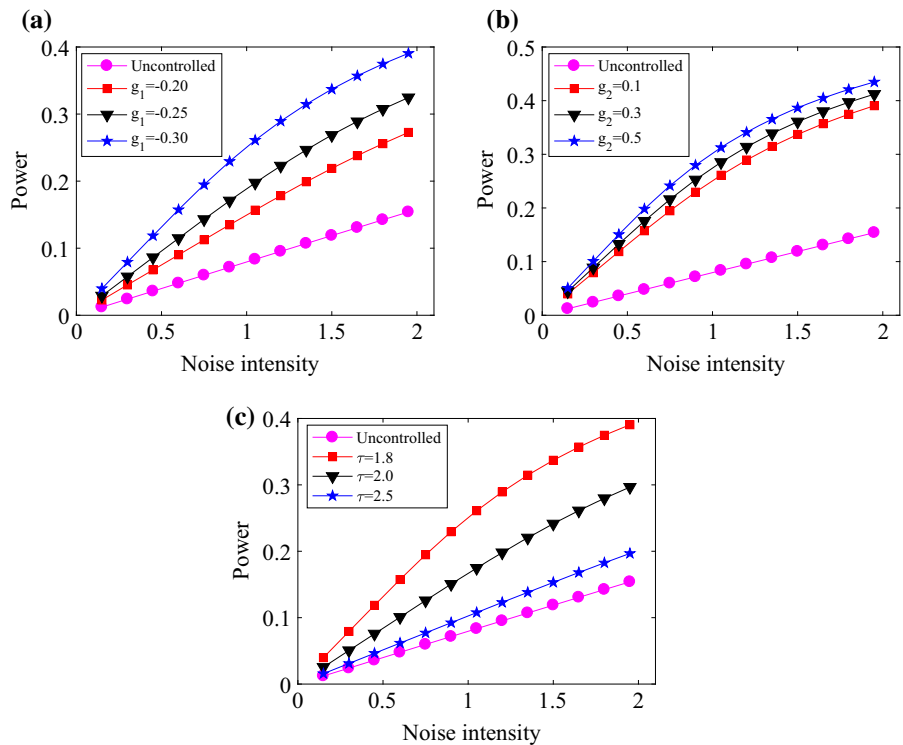 (a)
0.4
0.3
0.2
0.1
0
Power
Uncontrolled
g1=-0.20
g1=-0.25
g1=-0.30
0 0.5 1 1.5 2
Noise intensity
(b)
0.5
0.4
0.3
0.2
0.1
0
Power
Uncontrolled
g2=0.1
g2=0.3
g2=0.5
0 0.5 1 1.5 2
Noise intensity
(c)
0.4
0.3
0.2
0.1
0
Power
Uncontrolled
τ=1.8
τ=2.0
τ=2.5
0 0.5 1 1.5 2
Noise intensity